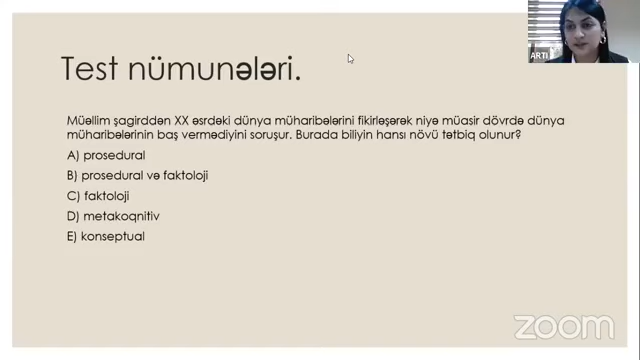 ARTI
Test nümunələri.
Müəllim şagirddən XX əsrdəki dünya müharibələrini fikirləşərək niyə müasir dövrdə dünya
müharibələrinin baş vermədiyini soruşur. Burada biliyin hansı növü tətbiq olunur?
A) prosedural
B) prosedural və faktoloji
C) faktoloji
D) metakoqnitiv
E) konseptual
zoom